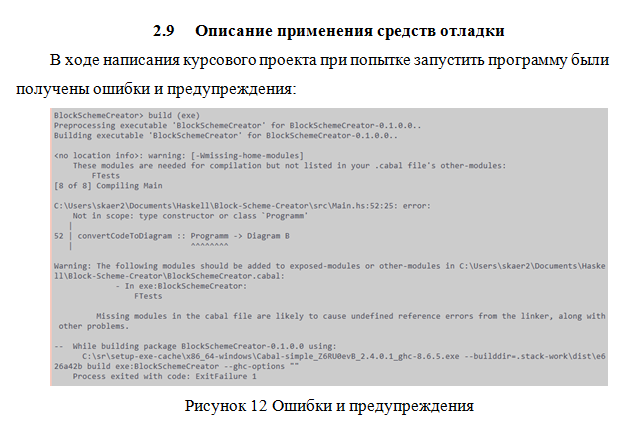 2.9 Описание применения средств отладки
В ходе написания курсового проекта при попытке запустить программу были
получены ошибки и предупреждения:
BlockSchemeCreator> build (exe)
Preprocessing executable 'BlockSchemeCreator' for BlockSchemeCreator-0.1.0.0..
Building executable 'BlockSchemeCreator' for BlockSchemeCreator-0.1.0.0..
<no location info>: warning: [-Wmissing-home-modules]
These modules are needed for compilation but not listed in your .cabal file's other-modules:
FTests
[8 of 8] Compiling Main
C:\Users\skaer2\Documents\Haskell\Block-Scheme-Creator\src\Main.hs:52:25: error:
Not in scope: type constructor or class `Programm'
|
52 | convertCodeToDiagram :: Programm -> Diagram B
| ^^^^^^^^
Warning: The following modules should be added to exposed-modules or other-modules in C:\Users\skaer2\Documents\Haske
ll\Block-Scheme-Creator\BlockSchemeCreator.cabal:
- In exe:BlockSchemeCreator:
FTests
Missing modules in the cabal file are likely to cause undefined reference errors from the linker, along with
other problems.
-- While building package BlockSchemeCreator-0.1.0.0 using:
C:\sr\setup-exe-cache\x86_64-windows\Cabal-simple_Z6RU0evB_2.4.0.1_ghc-8.6.5.exe --builddir=.stack-work\dist\e6
26a42b build exe:BlockSchemeCreator --ghc-options ""
Process exited with code: ExitFailure 1
Рисунок 12 Ошибки и предупреждения